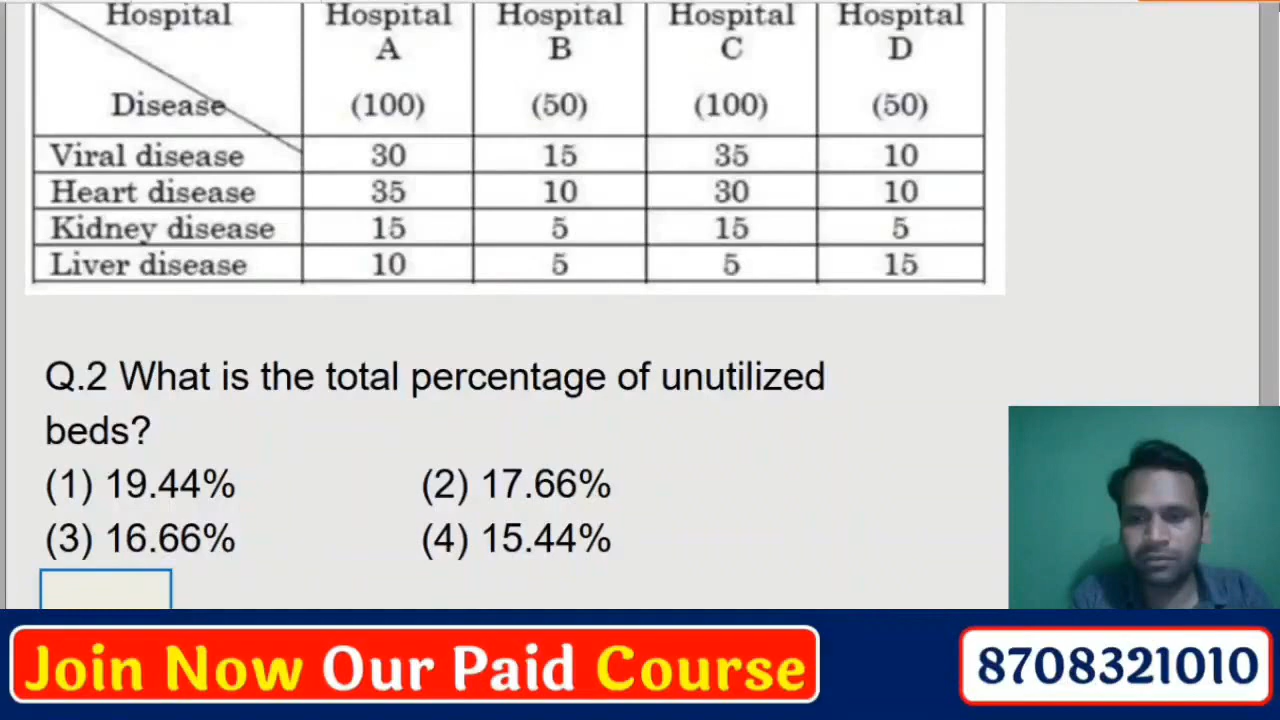 Hospital Hospital Hospital Hospital Hospital
A B C D
Disease (100) (50) (100) (50)
Viral disease 30 15 35 10
Heart disease 35 10 30 10
Kidney disease 15 5 15 5
Liver disease 10 5 5 15
Q.2 What is the total percentage of unutilized
beds?
(1) 19.44% (2) 17.66%
(3) 16.66% (4) 15.44%
Join Now Our Paid Course 8708321010